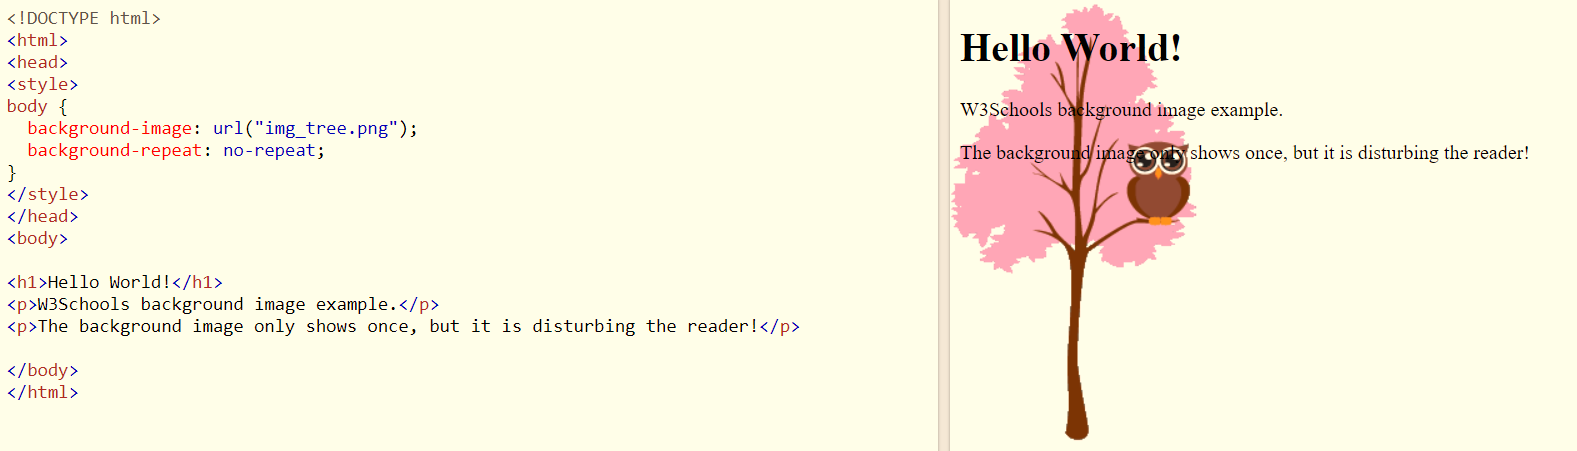 <!DOCTYPE html>
<html>
<head>
<style>
body {
  background-image: url("img_tree.png");
  background-repeat: no-repeat;
}
</style>
</head>
<body>

<h1>Hello World!</h1>
<p>W3Schools background image example.</p>
<p>The background image only shows once, but it is disturbing the reader!</p>

</body>
</html>
Hello World!
W3Schools background image example.
The background image only shows once, but it is disturbing the reader!